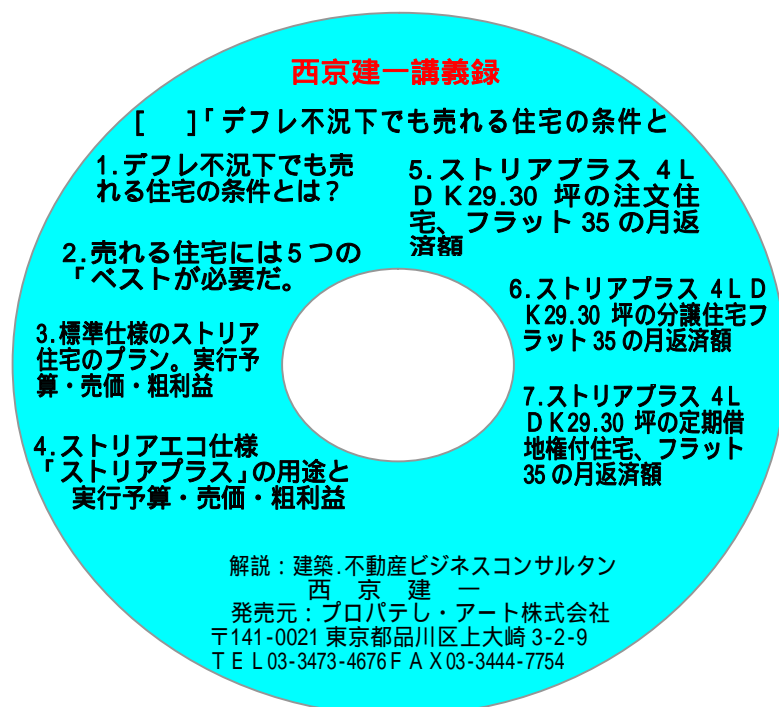 西京建一講義録
[　]「デフレ不況下でも売れる住宅の条件と
1.デフレ不況下でも売
れる住宅の条件とは？
2.売れる住宅には5つの
「ベストが必要だ。
3.標準仕様のストリア
住宅のプラン。実行予
算・売価・粗利益
4.ストリアエコ仕様
「ストリアプラス」の用途と
実行予算・売価・粗利益
5.ストリアプラス 4L
DK29.30 坪の注文住
宅、フラット 35 の月返
済額
6.ストリアプラス 4LD
K29.30 坪の分譲住宅フ
ラット 35 の月返済額
7.ストリアプラス 4L
DK29.30 坪の定期借
地権付住宅、フラット
35 の月返済額
解説：建築.不動産ビジネスコンサルタン
西　京　建　一
発売元：プロパてし・アート株式会社
〒141-0021 東京都品川区上大崎 3-2-9
ＴＥＬ03-3473-4676ＦＡＸ03-3444-7754